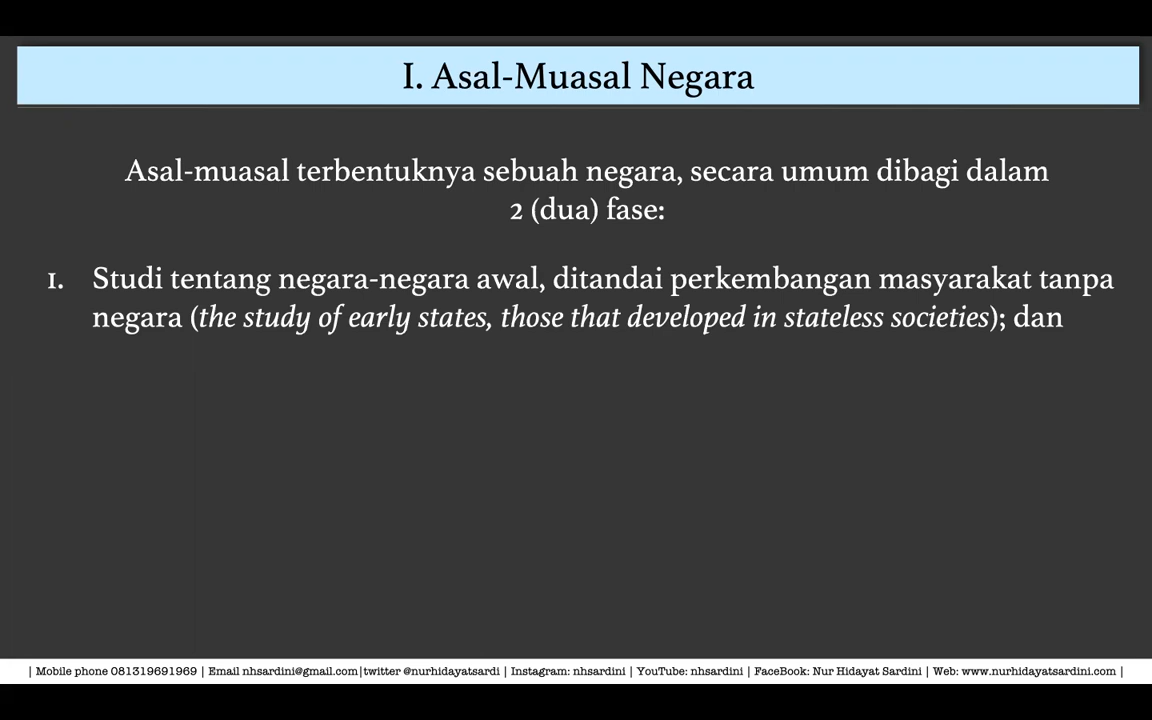 I. Asal-Muasal Negara
Asal-muasal terbentuknya sebuah negara, secara umum dibagi dalam
2 (dua) fase:
1. Studi tentang negara-negara awal, ditandai perkembangan masyarakat tanpa
negara (the study of early states, those that developed in stateless societies); dan
| Mobile phone 081319691969 | Email nhsardini@gmail.com|twitter @nurhidayatsardi | Instagram: nhsardini | YouTube: nhsardini | FaceBook: Nur Hidayat Sardini | Web: www.nurhidayatsardini.com |